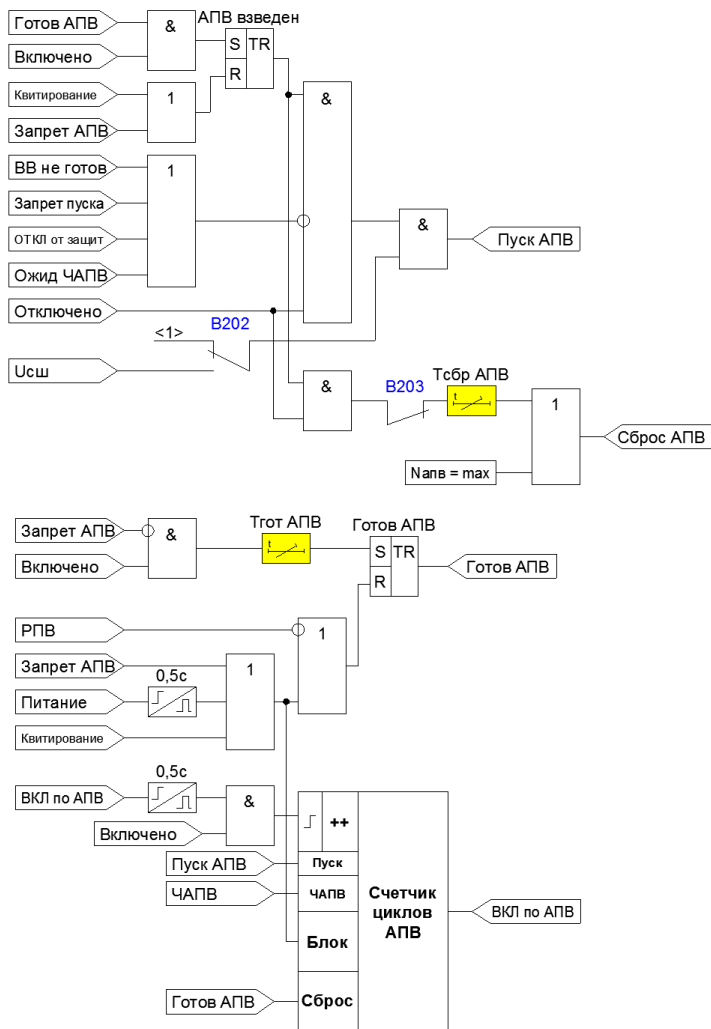 Готов АПВ
&
АПВ взведен
S TR
R
Включено
Квитирование
1
Запрет АПВ
&
ВВ не готов
1
Запрет пуска
ОТКЛ от защит
Ожид ЧАПВ
&
Пуск АПВ
Отключено
B202
<1>
Uсш
&
B203
Тсбр АПВ
t
1
Сброс АПВ
Nапв = max
Запрет АПВ
&
Тгот АПВ
t
Готов АПВ
S TR
R
Включено
Готов АПВ
РПВ
1
Запрет АПВ
1
0,5с
Питание
Квитирование
0,5с
ВКЛ по АПВ
&
Включено
++
Пуск АПВ
Пуск
ЧАПВ
ЧАПВ
Счетчик
циклов
АПВ
ВКЛ по АПВ
Блок
Готов АПВ
Сброс